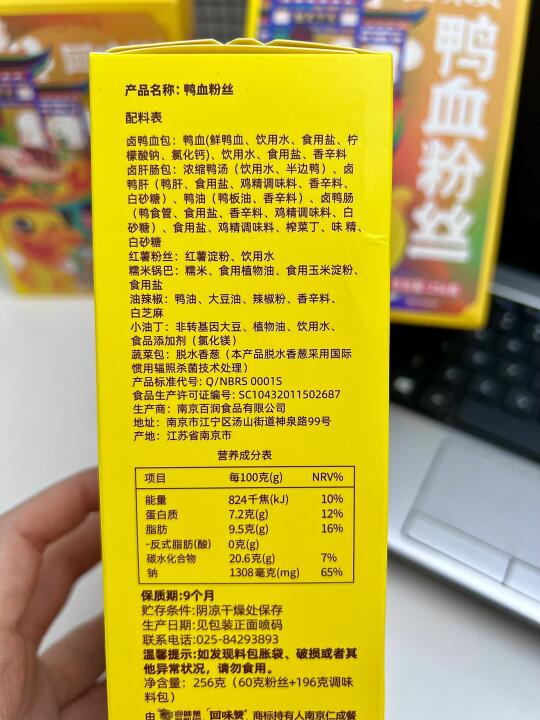 鸭血粉丝
产品名称：鸭血粉丝
配料表
卤鸭血包：鸭血(鲜鸭血、饮用水、食用盐、柠
檬酸钠、氯化钙)、饮用水、食用盐、香辛料
卤肝肠包：浓缩鸭汤（饮用水、半边鸭）、卤
鸭肝（鸭肝、食用盐、鸡精调味料、香辛料、
白砂糖）、鸭油（鸭板油、香辛料）、卤鸭肠
（鸭食管、食用盐、香辛料、鸡精调味料、白
砂糖）、食用盐、鸡精调味料、榨菜丁、味精、
白砂糖
红薯粉丝：红薯淀粉、饮用水
糯米锅巴：糯米、食用植物油、食用玉米淀粉、
食用盐
油辣椒：鸭油、大豆油、辣椒粉、香辛料、
白芝麻
小油丁：非转基因大豆、植物油、饮用水、
食品添加剂（氯化镁）
蔬菜包：脱水香葱（本产品脱水香葱采用国际
惯用辐照杀菌技术处理）
产品标准代号：Q/NBRS 0001S
食品生产许可证编号：SC10432011502687
生产商：南京百润食品有限公司
地址：南京市江宁区汤山街道神泉路99号
产地：江苏省南京市
营养成分表
项目 每100克(g) NRV%
能量 824千焦(kJ) 10%
蛋白质 7.2克(g) 12%
脂肪 9.5克(g) 16%
-反式脂肪(酸) 0克(g)
碳水化合物 20.6克(g) 7%
钠 1308毫克(mg) 65%
保质期:9个月
贮存条件:阴凉干燥处保存
生产日期:见包装正面喷码
联系电话:025-84293893
温馨提示:如发现料包胀袋、破损或者其
他异常状况，请勿食用。
净含量：256克（60克粉丝+196克调味
料包）
由 回味赞 商标持有人南京仁成餐